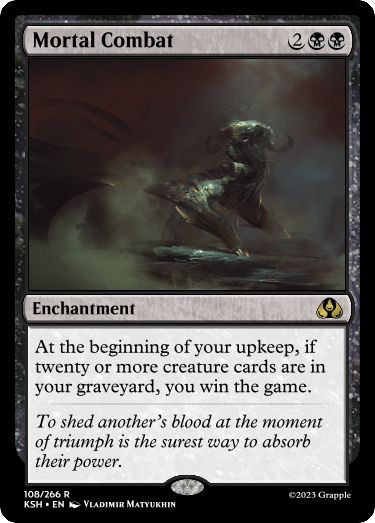 Mortal Combat 2
Enchantment
At the beginning of your upkeep, if
twenty or more creature cards are in
your graveyard, you win the game.
To shed another's blood at the moment
of triumph is the surest way to absorb
their power.
108/266 R
KSH • EN Vladimir Matyukhin
©2023 Grapple